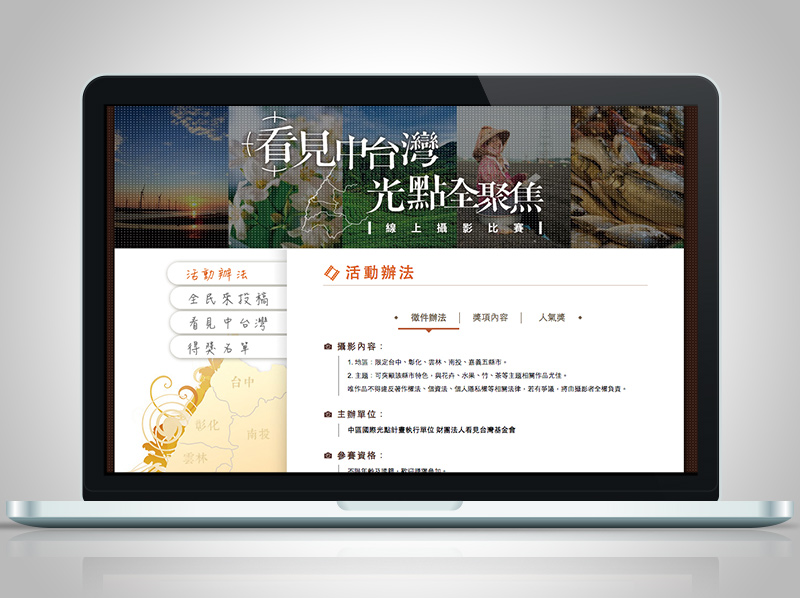 看見中台灣
光點全聚焦
線上攝影比賽
活動辦法
全民來投稿
看見中台灣
得獎名單
台中
彰化
南投
雲林
活動辦法
徵件辦法
獎項內容
人氣獎
攝影內容：
1. 地區：限定台中、彰化、雲林、南投、嘉義五縣市。
2. 主題：可突顯該縣市特色，與花卉、水果、竹、茶等主題相關作品尤佳。
唯作品不得違反著作權法、個資法、個人隱私權等相關法律，若有爭議，將由攝影者全權負責。
主辦單位：
中區國際光點計畫執行單位 財團法人看見台灣基金會
參賽資格：